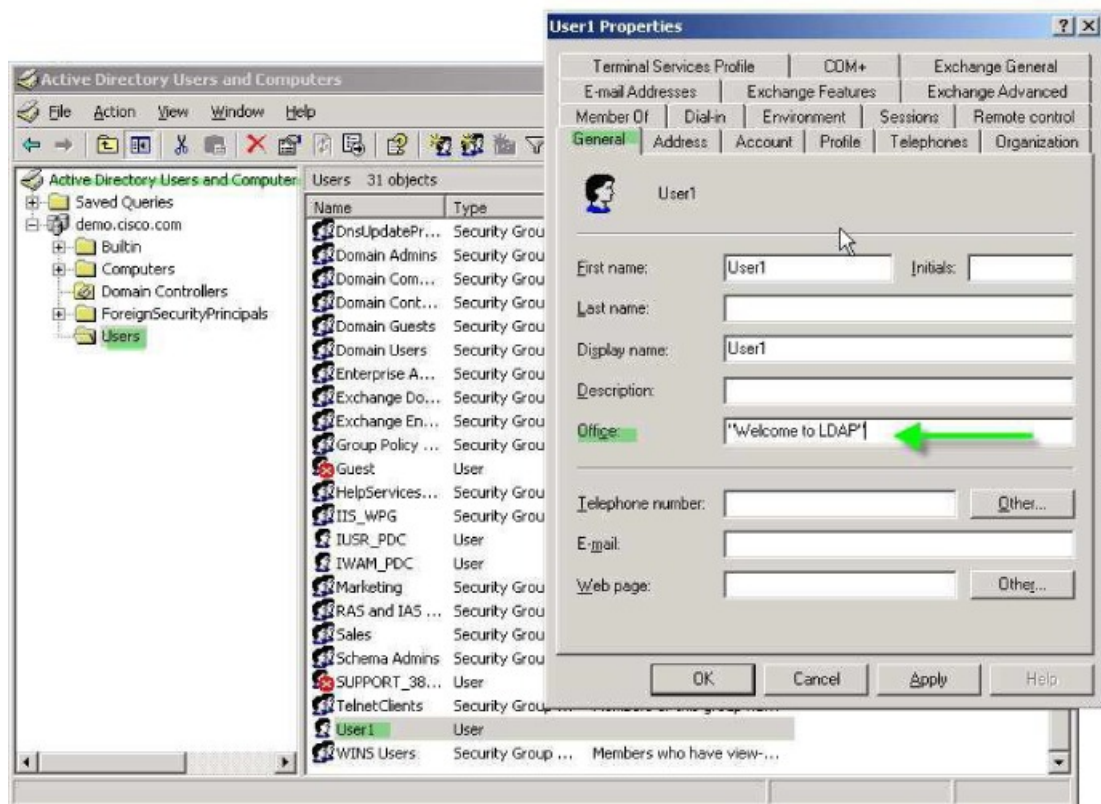 Active Directory Users and Computers
File Action View Window Help
Active Directory Users and Computer
Saved Queries
demo.cisco.com
Builtin
Computers
Domain Controllers
ForeignSecurityPrincipals
Users
Users 31 objects
Name Type
DnsUpdatePr... Security Grou
Domain Admins Security Grou
Domain Com... Security Grou
Domain Cont... Security Grou
Domain Guests Security Grou
Domain Users Security Grou
Enterprise A... Security Grou
Exchange Do... Security Grou
Exchange En... Security Grou
Group Policy ... Security Grou
Guest User
HelpServices... Security Grou
IIS_WPG Security Grou
IUSR_PDC User
IWAM_PDC User
Marketing Security Grou
RAS and IAS ... Security Grou
Sales Security Grou
Schema Admins Security Grou
SUPPORT_38... User
TelnetClients Security Group ...
User1 User
WINS Users Security Group ... Members who have view-...
User1 Properties
Terminal Services Profile COM+ Exchange General
E-mail Addresses Exchange Features Exchange Advanced
Member Of Dial-in Environment Sessions Remote control
General Address Account Profile Telephones Organization
User1
First name: User1 Initials:
Last name:
Display name: User1
Description:
Office: "Welcome to LDAP"
Telephone number: Other...
E-mail:
Web page: Other...
OK Cancel Apply Help